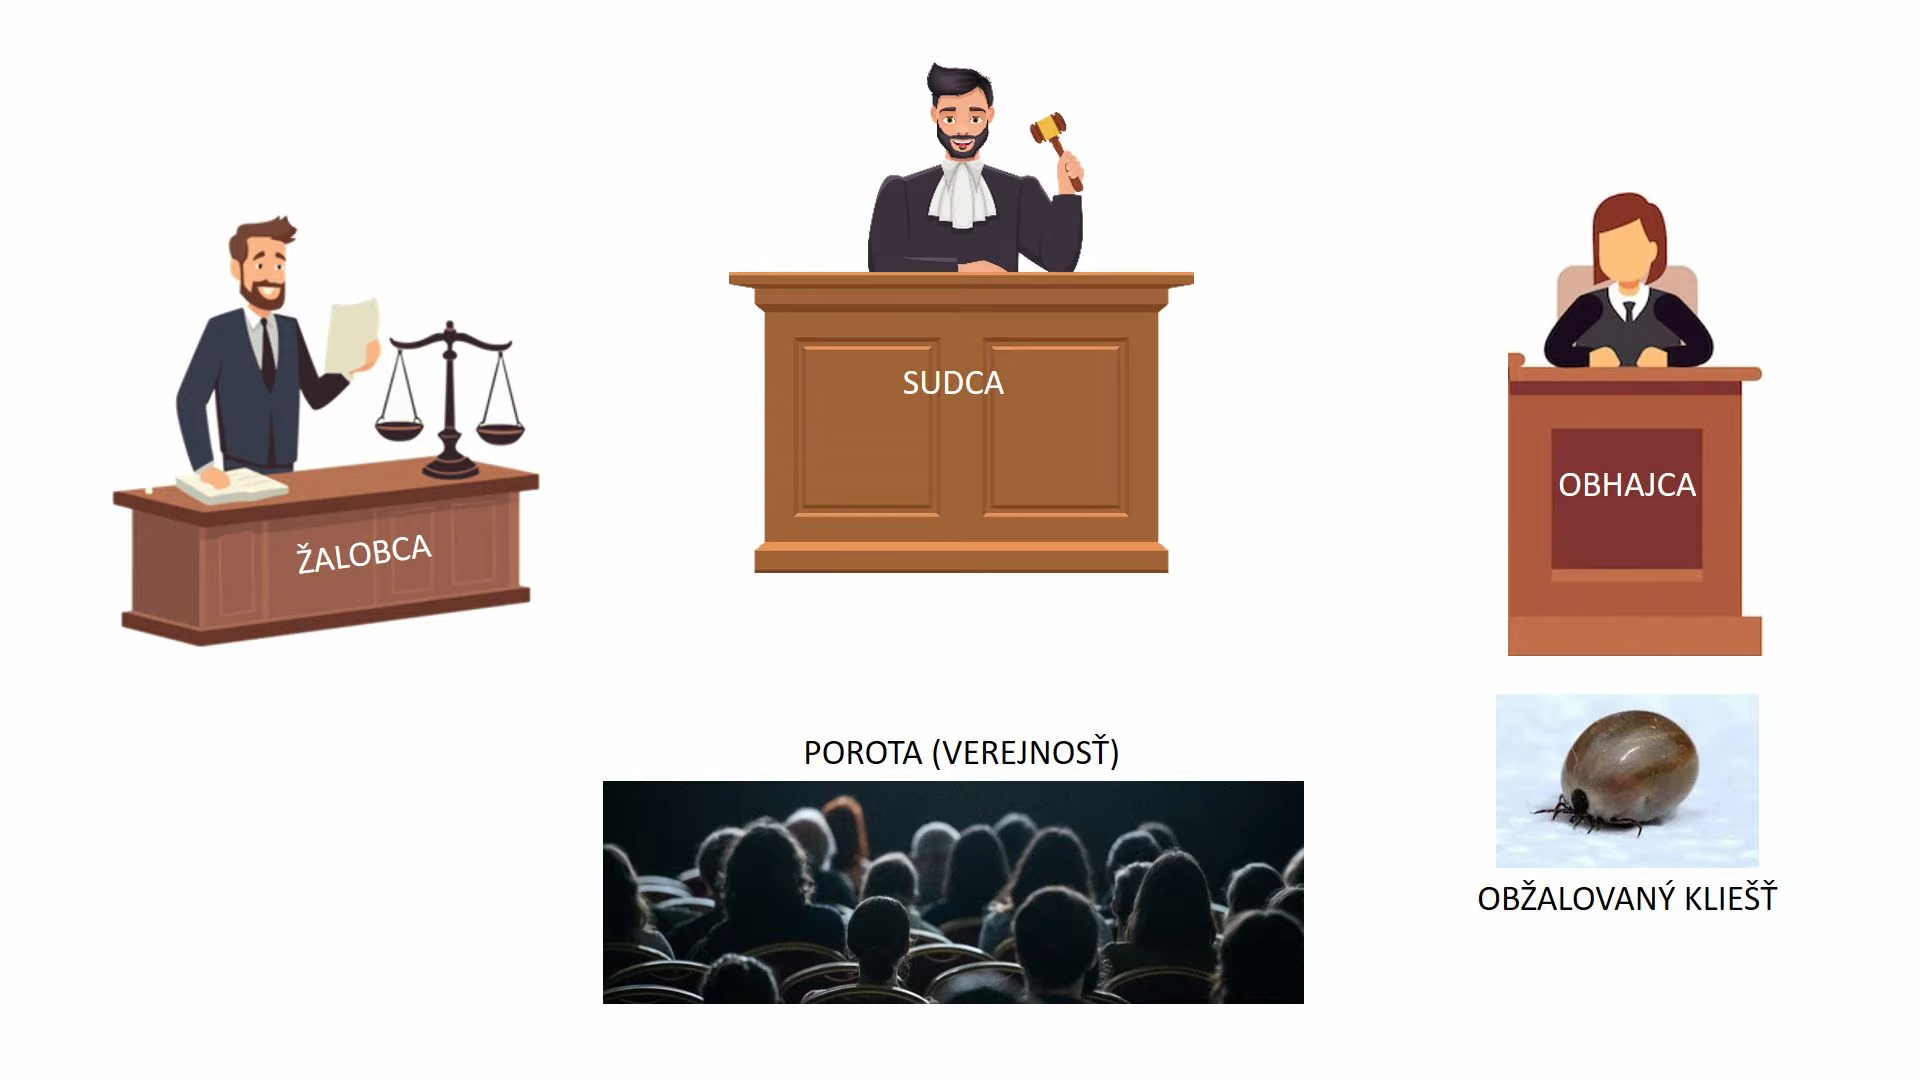 SUDCA
ŽALOBCA
OBHAJCA
POROTA (VEREJNOSŤ)
OBŽALOVANÝ KLIEŠŤ